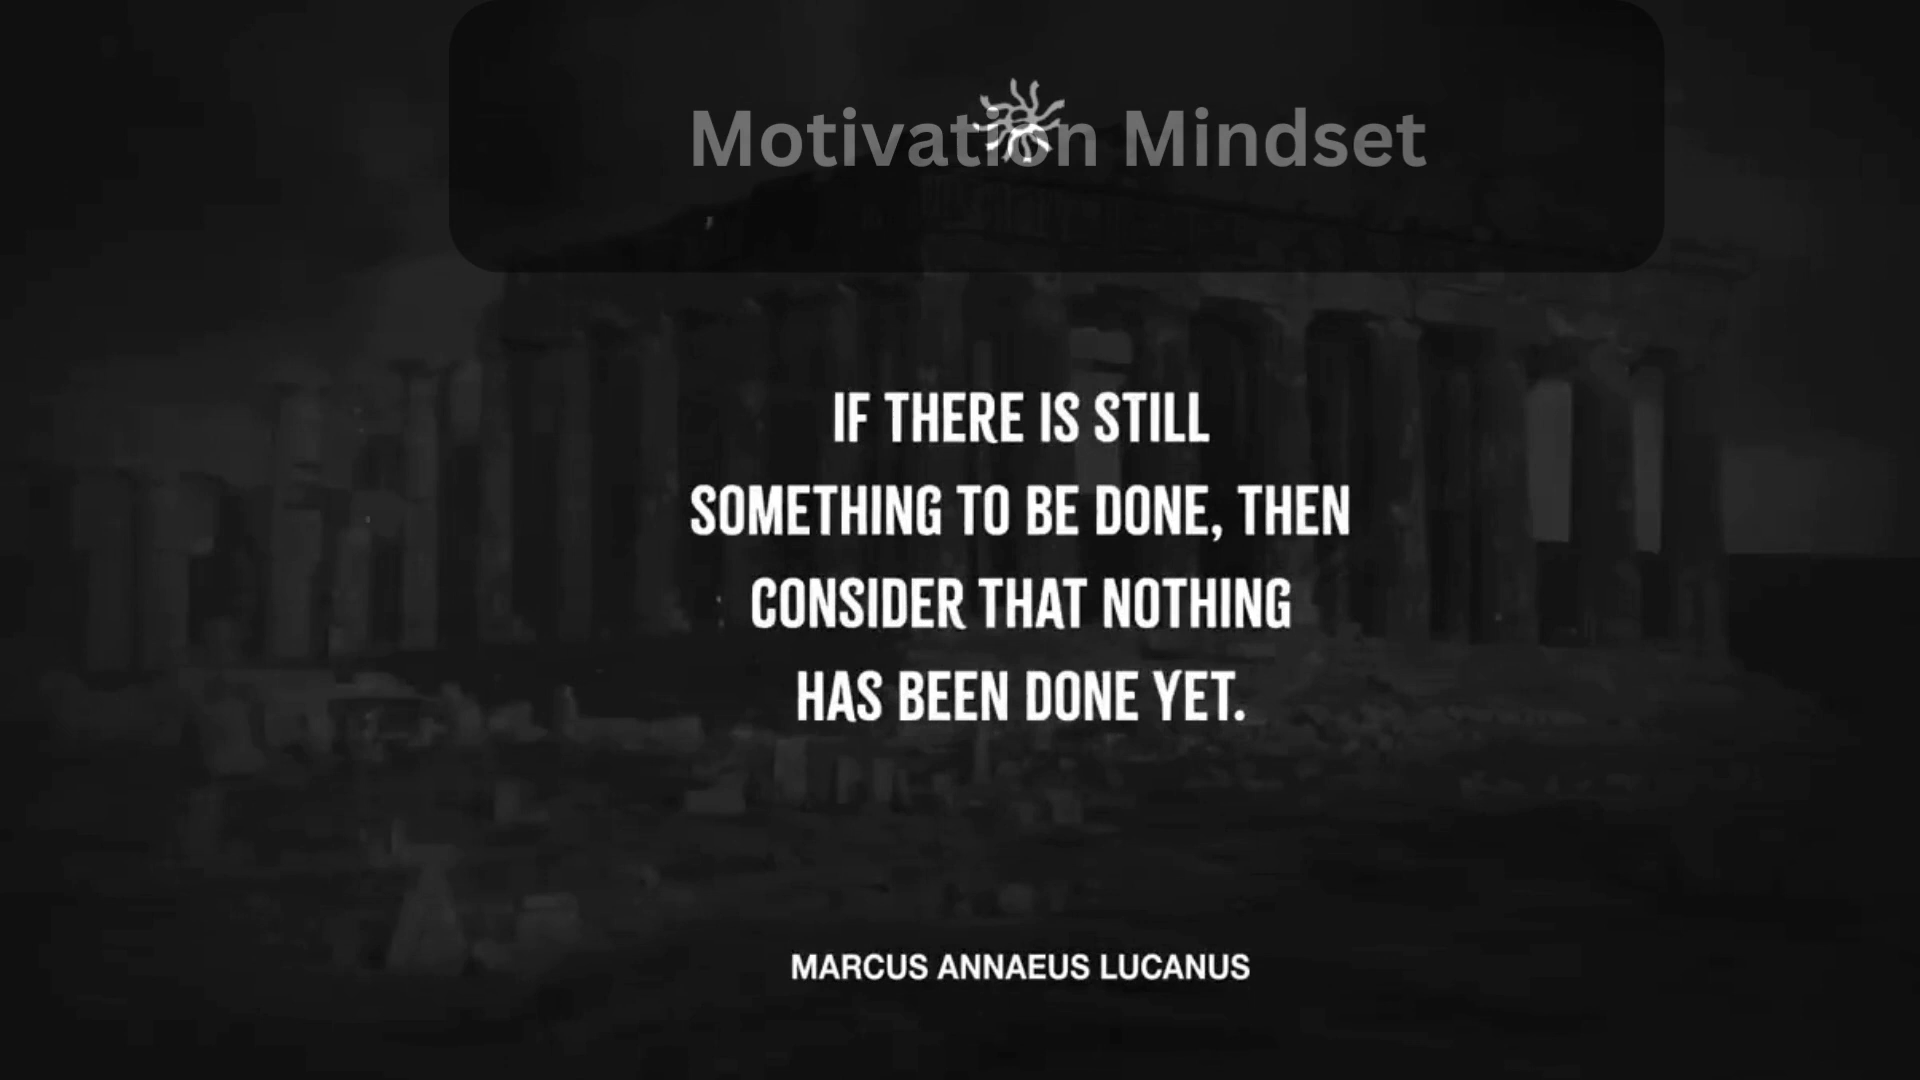 Motivation Mindset
IF THERE IS STILL
SOMETHING TO BE DONE, THEN
CONSIDER THAT NOTHING
HAS BEEN DONE YET.
MARCUS ANNAEUS LUCANUS